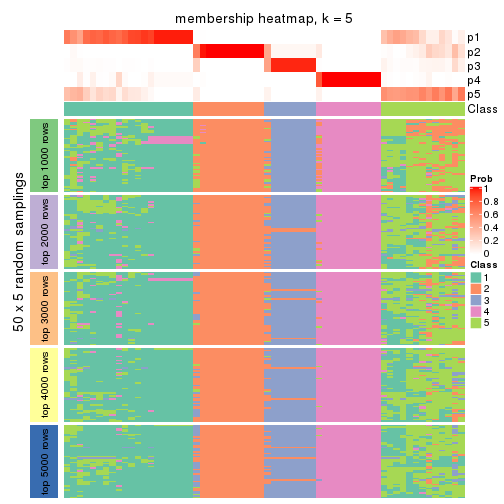 membership heatmap, k = 5
p1
p2
p3
p4
p5
Class
50 x 5 random samplings
top 1000 rows
top 2000 rows
top 3000 rows
top 4000 rows
top 5000 rows
Prob
1
0.8
0.6
0.4
0.2
0
Class
1
2
3
4
5